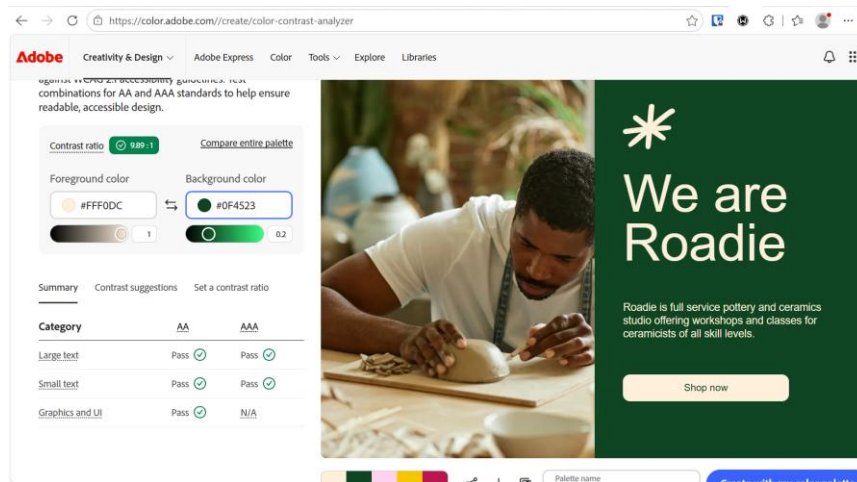 https://color.adobe.com//create/color-contrast-analyzer
Adobe
Creativity & Design
Adobe Express
Color
Tools
Explore
Libraries
combinations for AA and AAA standards to help ensure
readable, accessible design.
Contrast ratio
9.89 : 1
Compare entire palette
Foreground color
Background color
#FFF0DC
#0F4523
1
0.2
Summary
Contrast suggestions
Set a contrast ratio
Category
AA
AAA
Large text
Pass
Pass
Small text
Pass
Pass
Graphics and UI
Pass
N/A
We are
Roadie
Roadie is full service pottery and ceramics
studio offering workshops and classes for
ceramicists of all skill levels.
Shop now
Palette name